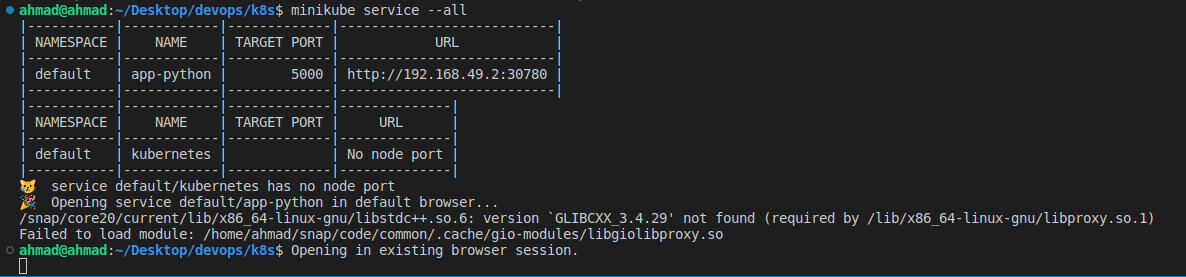 ahmad@ahmad:~/Desktop/devops/k8s$ minikube service --all
|-----------|------------|-------------|---------------------------|
| NAMESPACE |    NAME    | TARGET PORT |            URL            |
|-----------|------------|-------------|---------------------------|
| default   | app-python |        5000 | http://192.168.49.2:30780 |
|-----------|------------|-------------|---------------------------|
|-----------|------------|-------------|--------------|
| NAMESPACE |    NAME    | TARGET PORT |     URL      |
|-----------|------------|-------------|--------------|
| default   | kubernetes |             | No node port |
|-----------|------------|-------------|--------------|
😿  service default/kubernetes has no node port
🎉  Opening service default/app-python in default browser...
/snap/core20/current/lib/x86_64-linux-gnu/libstdc++.so.6: version `GLIBCXX_3.4.29' not found (required by /lib/x86_64-linux-gnu/libproxy.so.1)
Failed to load module: /home/ahmad/snap/code/common/.cache/gio-modules/libgiolibproxy.so
ahmad@ahmad:~/Desktop/devops/k8s$ Opening in existing browser session.